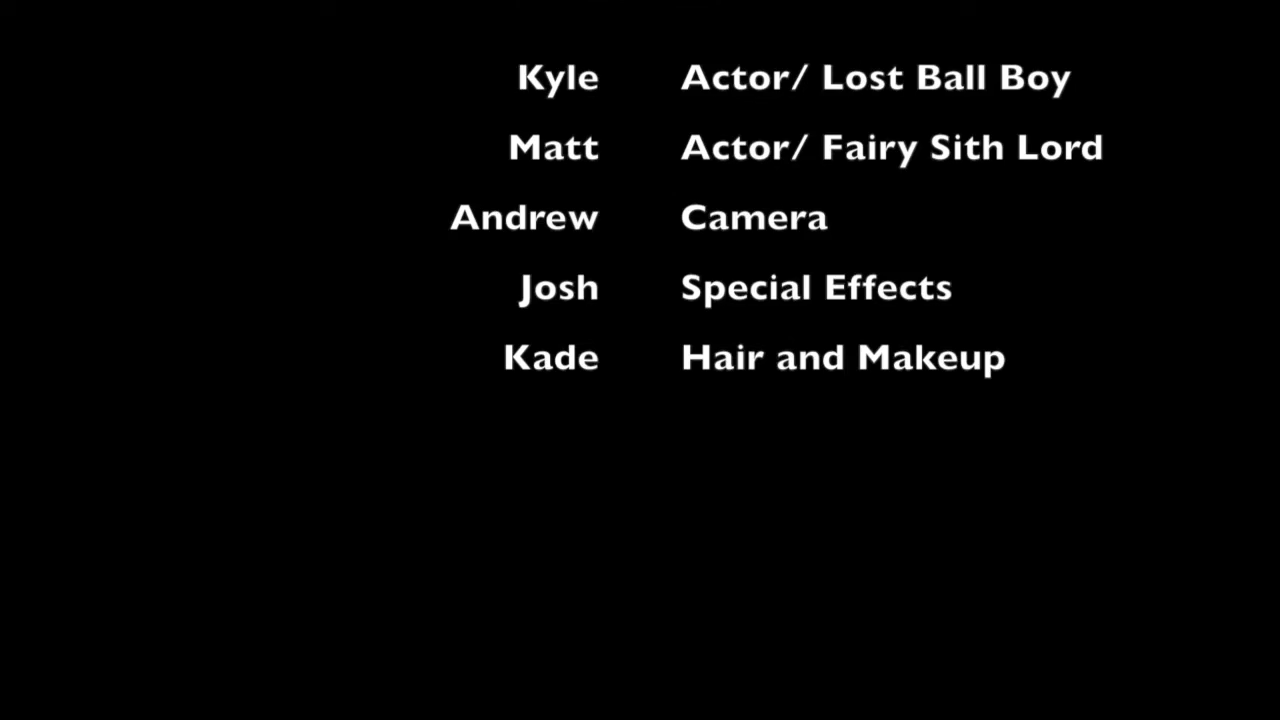 Kyle Actor/ Lost Ball Boy
Matt Actor/ Fairy Sith Lord
Andrew Camera
Josh Special Effects
Kade Hair and Makeup